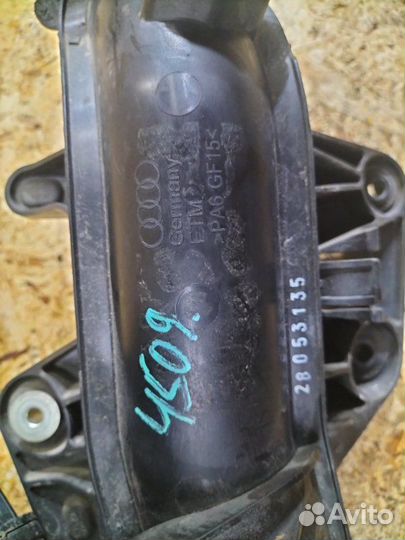 Germany
ETM
>PA6 GF15<
4509.
28053135
Avito